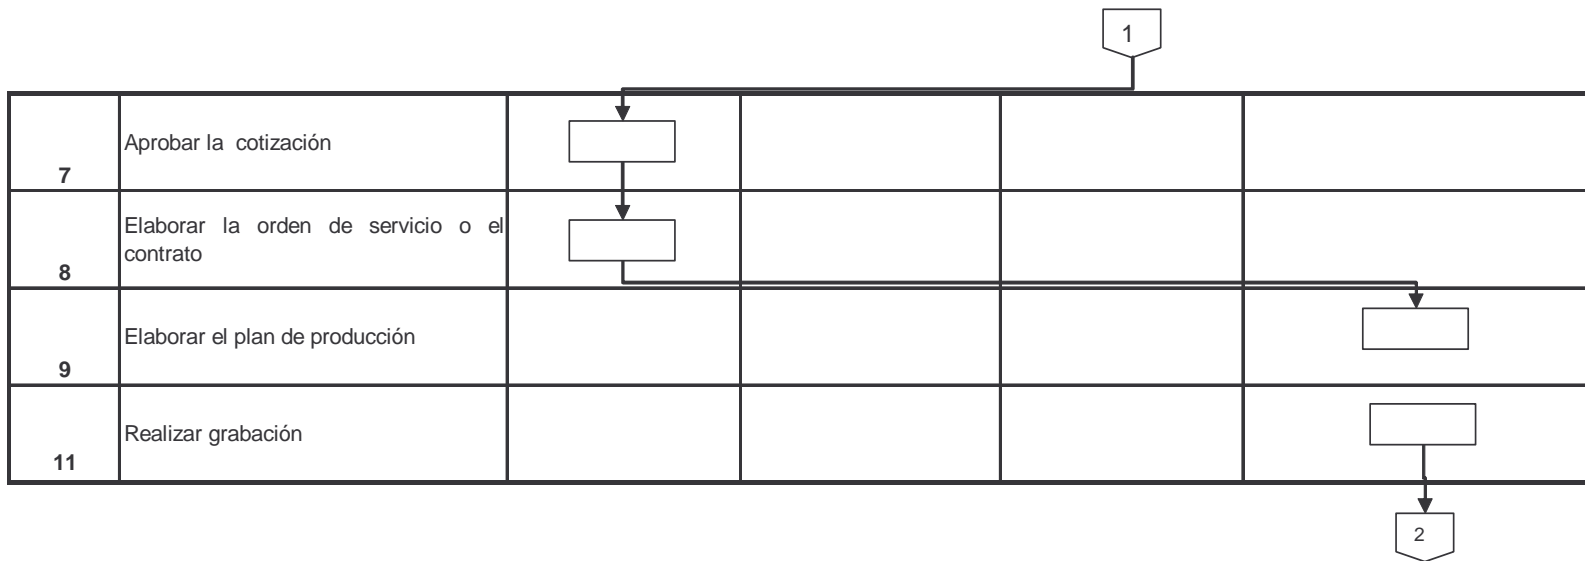 1
Aprobar la cotización
7
Elaborar la orden de servicio o el
contrato
8
Elaborar el plan de producción
9
Realizar grabación
11
2